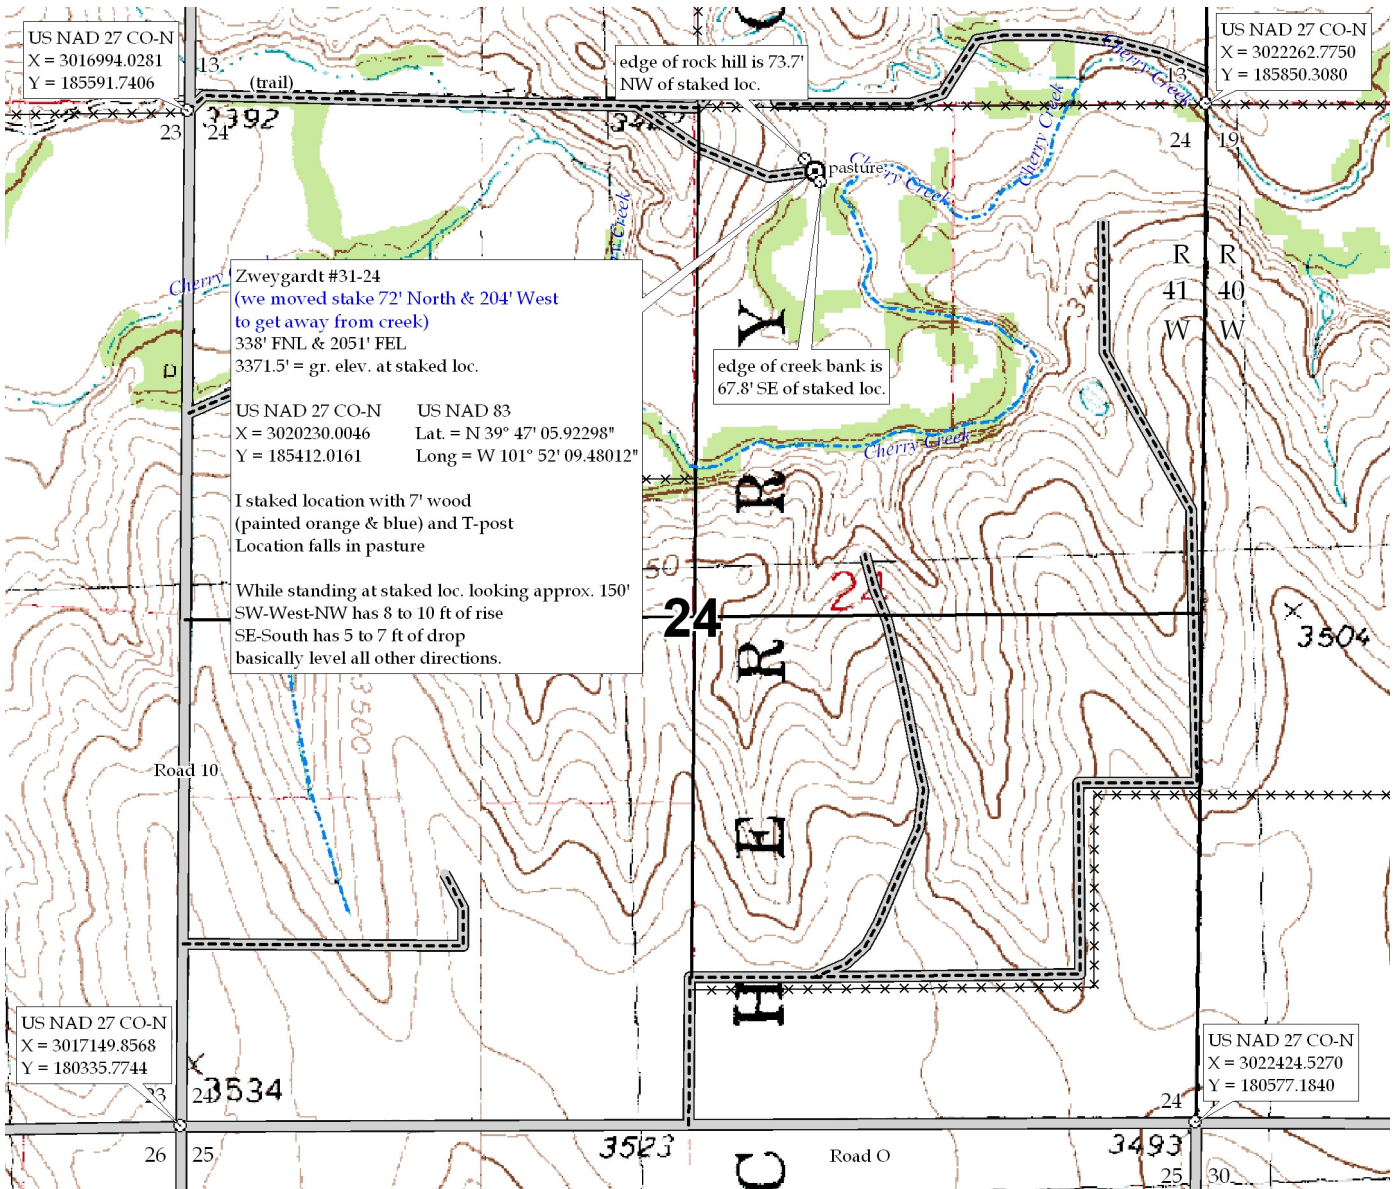 US NAD 27 CO-N
X = 3016994.0281
Y = 185591.7406
13
(trail)
edge of rock hill is 73.7'
NW of staked loc.
Cherry Creek
13
US NAD 27 CO-N
X = 3022262.7750
Y = 185850.3080
23
24
3392
24
19
pasture
Cherry Creek
Cherry Creek
R
41
W
R
40
W
Cherry
Creek
Zweygardt #31-24
(we moved stake 72' North & 204' West
to get away from creek)
338' FNL & 2051' FEL
3371.5' = gr. elev. at staked loc.
US NAD 27 CO-N
X = 3020230.0046
Y = 185412.0161
US NAD 83
Lat. = N 39° 47' 05.92298"
Long = W 101° 52' 09.48012"
I staked location with 7' wood
(painted orange & blue) and T-post
Location falls in pasture
While standing at staked loc. looking approx. 150'
SW-West-NW has 8 to 10 ft of rise
SE-South has 5 to 7 ft of drop
basically level all other directions.
edge of creek bank is
67.8' SE of staked loc.
Cherry Creek
CHERRY C
24
24
3504
3500
Road 10
US NAD 27 CO-N
X = 3017149.8568
Y = 180335.7744
23
24
3534
26
25
3523
Road O
US NAD 27 CO-N
X = 3022424.5270
Y = 180577.1840
24
3493
25
30